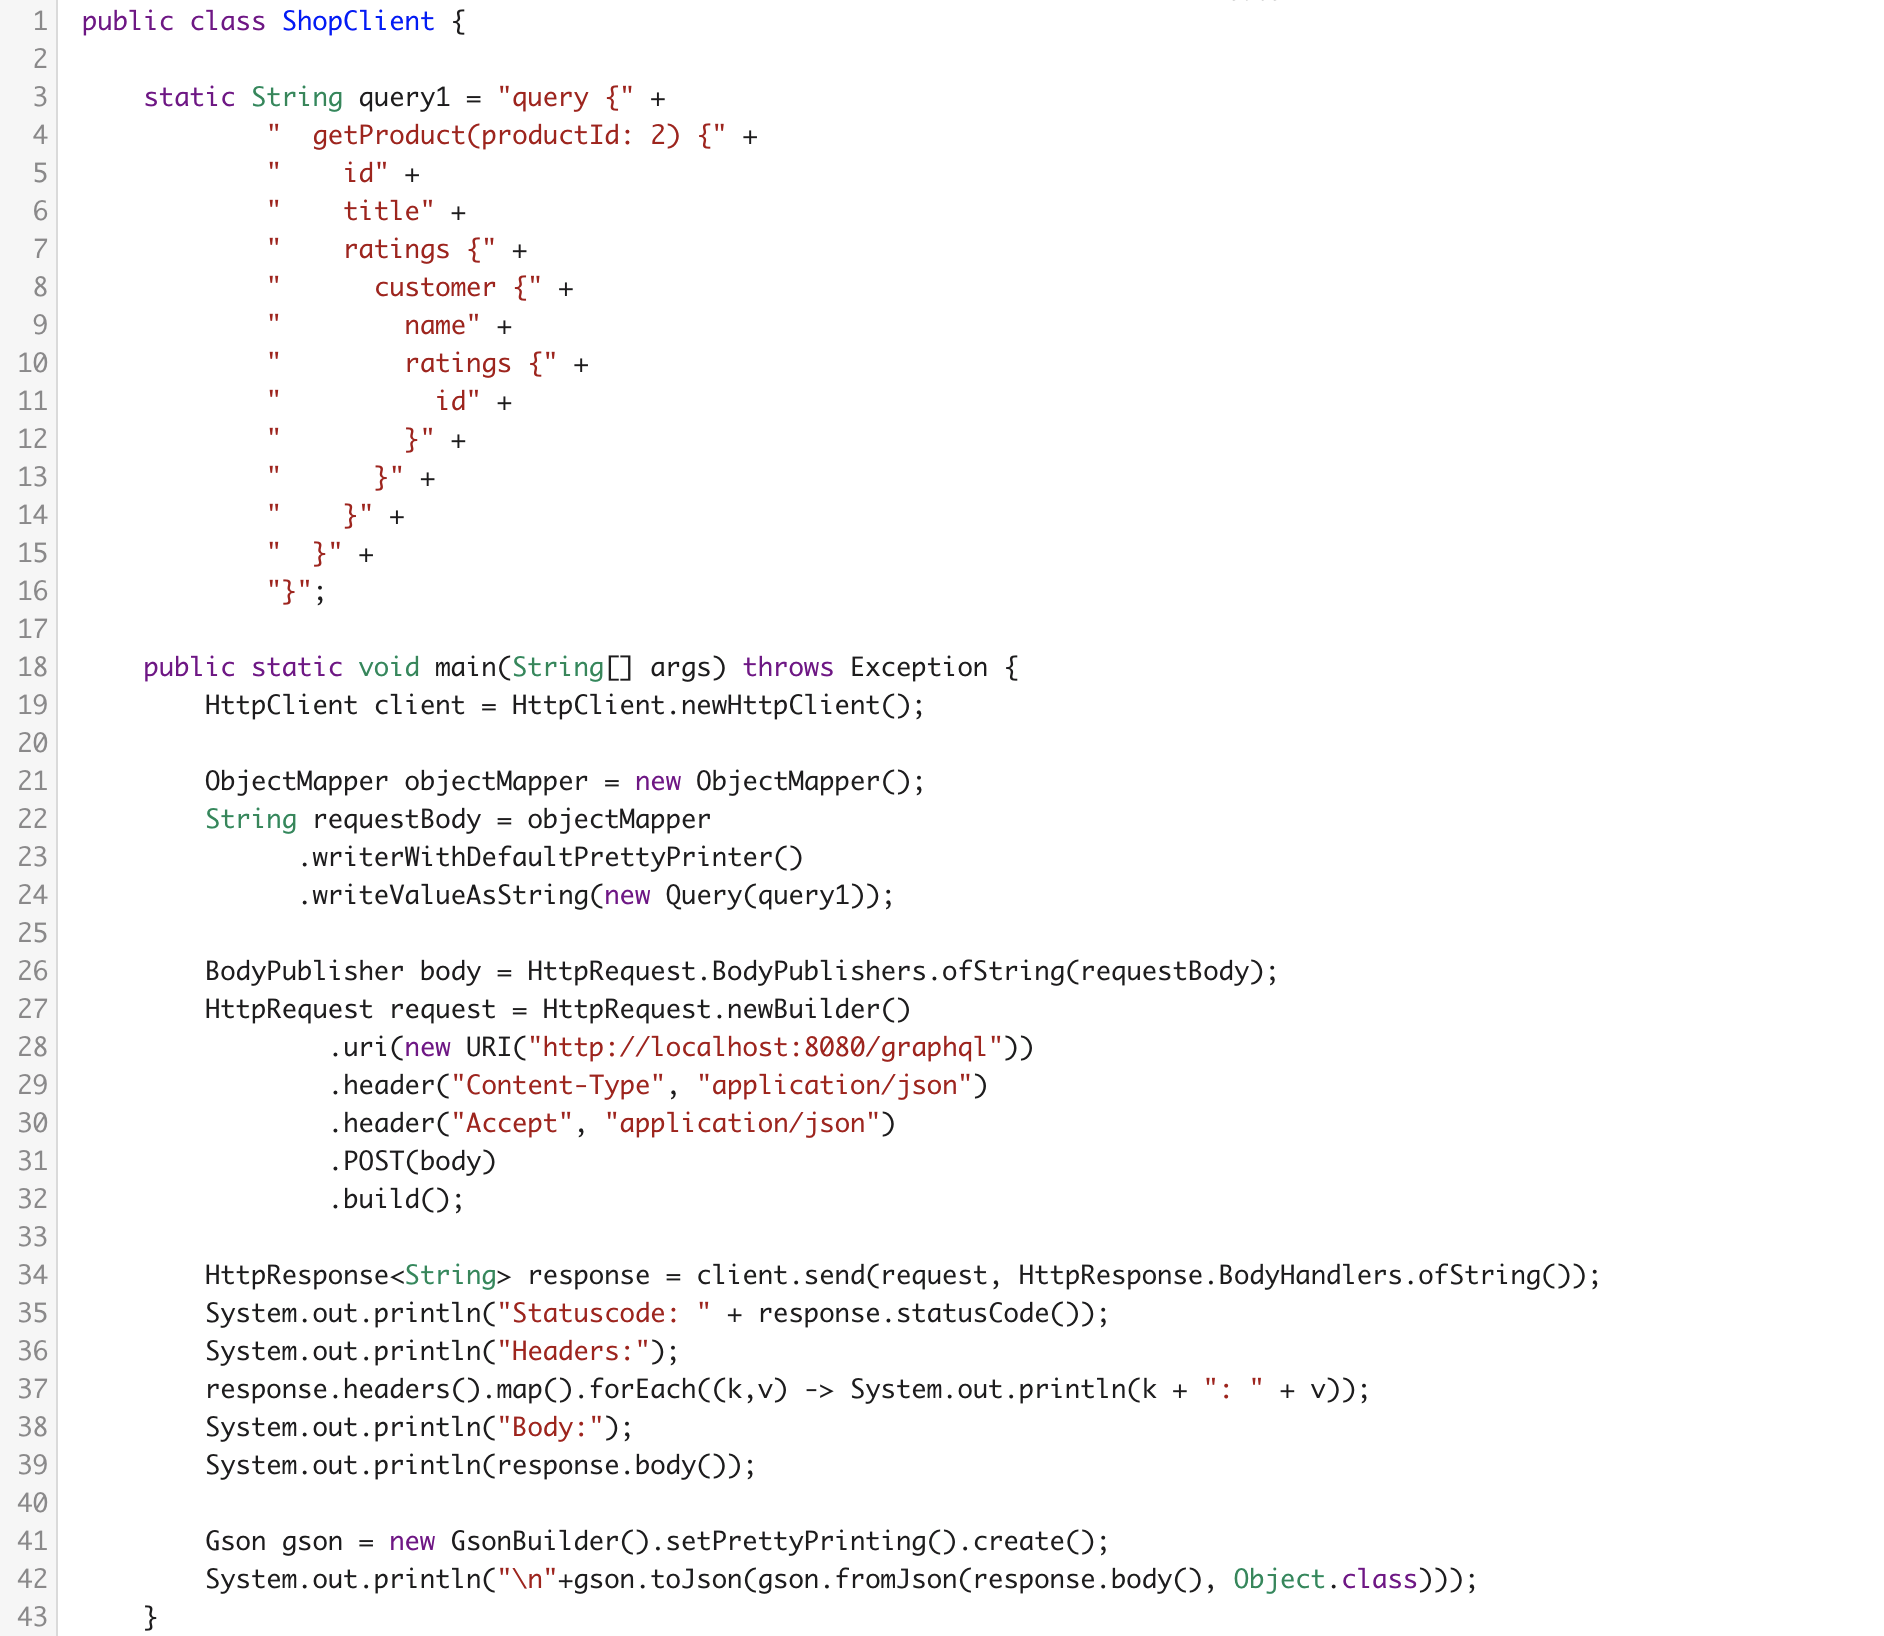 1 public class ShopClient {
2
3     static String query1 = "query {" +
4             "  getProduct(productId: 2) {" +
5             "    id" +
6             "    title" +
7             "    ratings {" +
8             "      customer {" +
9             "        name" +
10             "        ratings {" +
11             "          id" +
12             "        }" +
13             "      }" +
14             "    }" +
15             "  }" +
16             "}";
17
18     public static void main(String[] args) throws Exception {
19         HttpClient client = HttpClient.newHttpClient();
20
21         ObjectMapper objectMapper = new ObjectMapper();
22         String requestBody = objectMapper
23               .writerWithDefaultPrettyPrinter()
24               .writeValueAsString(new Query(query1));
25
26         BodyPublisher body = HttpRequest.BodyPublishers.ofString(requestBody);
27         HttpRequest request = HttpRequest.newBuilder()
28                 .uri(new URI("http://localhost:8080/graphql"))
29                 .header("Content-Type", "application/json")
30                 .header("Accept", "application/json")
31                 .POST(body)
32                 .build();
33
34         HttpResponse<String> response = client.send(request, HttpResponse.BodyHandlers.ofString());
35         System.out.println("Statuscode: " + response.statusCode());
36         System.out.println("Headers:");
37         response.headers().map().forEach((k,v) -> System.out.println(k + ": " + v));
38         System.out.println("Body:");
39         System.out.println(response.body());
40
41         Gson gson = new GsonBuilder().setPrettyPrinting().create();
42         System.out.println("\n"+gson.toJson(gson.fromJson(response.body(), Object.class)));
43     }